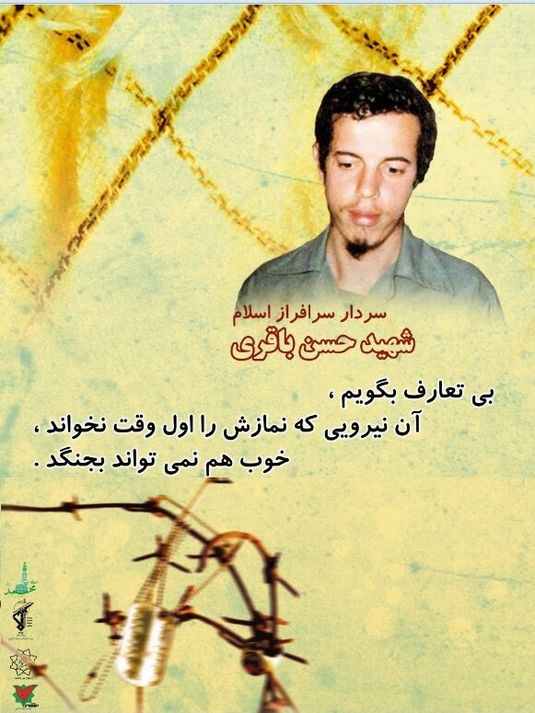 سردار سرافراز اسلام
شهید حسن باقری
بی تعارف بگویم ،
آن نیرویی که نمازش را اول وقت نخواند ،
خوب هم نمی تواند بجنگد .
محمد